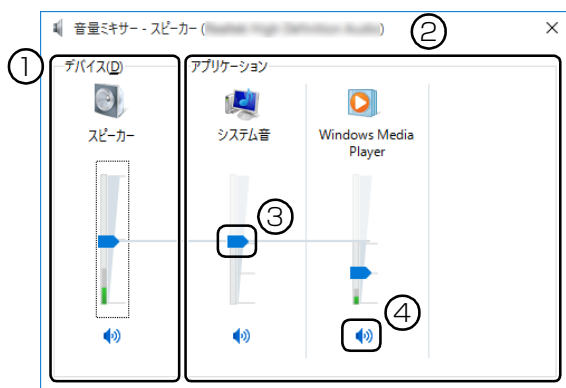 音量ミキサー - スピーカー (
)
②
①
デバイス(D)
アプリケーション
スピーカー
システム音
Windows Media
Player
③
④